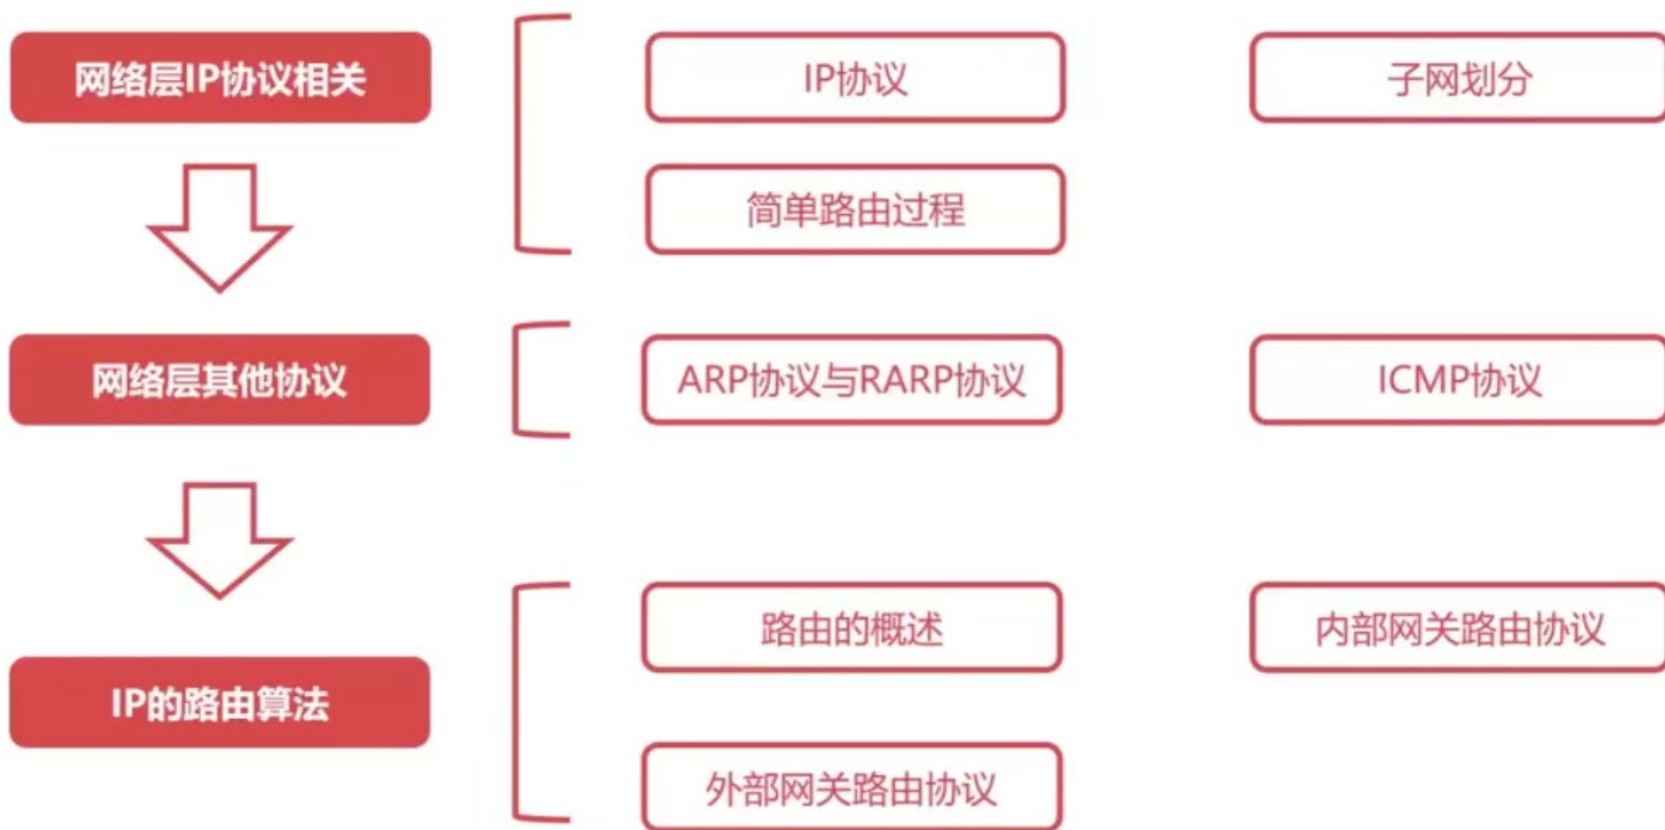 网络层IP协议相关
IP协议
子网划分
简单路由过程
网络层其他协议
ARP协议与RARP协议
ICMP协议
路由的概述
内部网关路由协议
IP的路由算法
外部网关路由协议